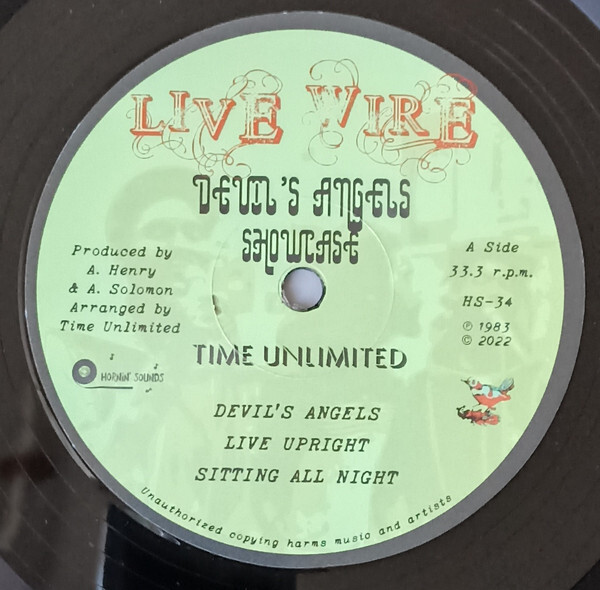 LIVE WIRE
DEVIL'S ANGELS
SHOWCASE
Produced by
A. Henry
& A. Solomon
Arranged by
Time Unlimited
A Side
33.3 r.p.m.
HS-34
℗ 1983
© 2022
HORNIN' SOUNDS
TIME UNLIMITED
DEVIL'S ANGELS
LIVE UPRIGHT
SITTING ALL NIGHT
Unauthorized copying harms music and artists